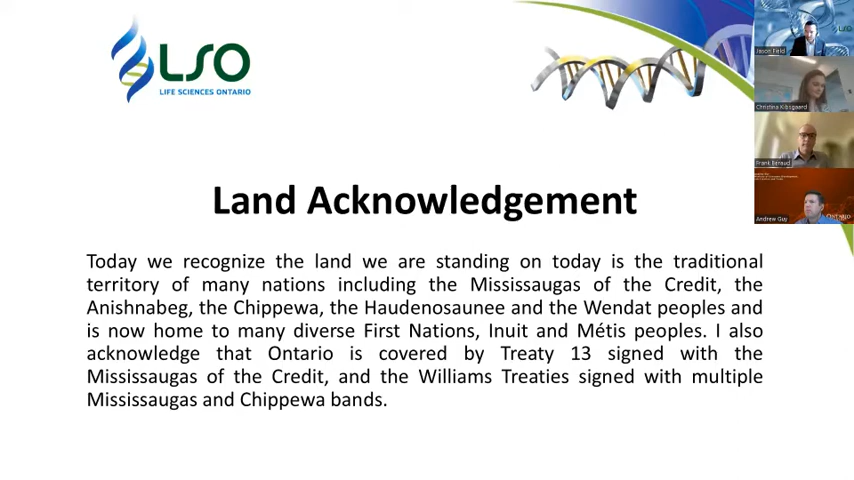 LSO
LIFE SCIENCES ONTARIO
Land Acknowledgement
Today we recognize the land we are standing on today is the traditional
territory of many nations including the Mississaugas of the Credit, the
Anishnabeg, the Chippewa, the Haudenosaunee and the Wendat peoples and
is now home to many diverse First Nations, Inuit and Métis peoples. I also
acknowledge that Ontario is covered by Treaty 13 signed with the
Mississaugas of the Credit, and the Williams Treaties signed with multiple
Mississaugas and Chippewa bands.
LSO
Jason Field
Christina
Frank
ONTARIO
Andrew Guy